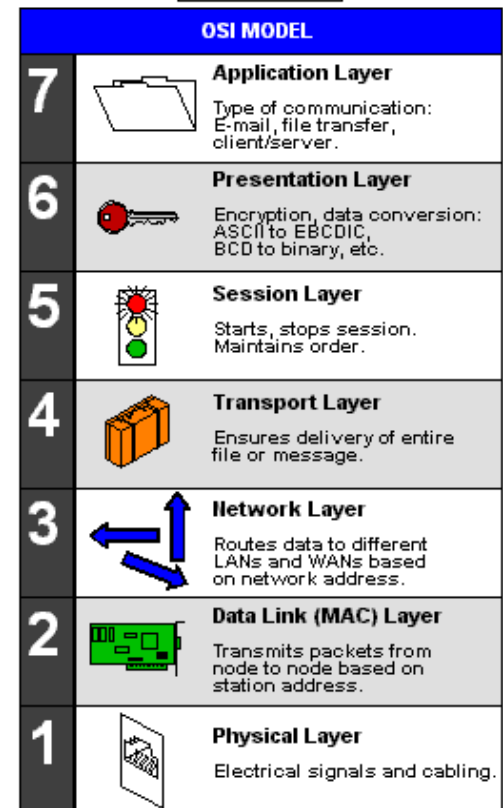 OSI MODEL
7
Application Layer
Type of communication:
E-mail, file transfer,
client/server.
6
Presentation Layer
Encryption, data conversion:
ASCII to EBCDIC,
BCD to binary, etc.
5
Session Layer
Starts, stops session.
Maintains order.
4
Transport Layer
Ensures delivery of entire
file or message.
3
Network Layer
Routes data to different
LANs and WANs based
on network address.
2
Data Link (MAC) Layer
Transmits packets from
node to node based on
station address.
1
Physical Layer
Electrical signals and cabling.